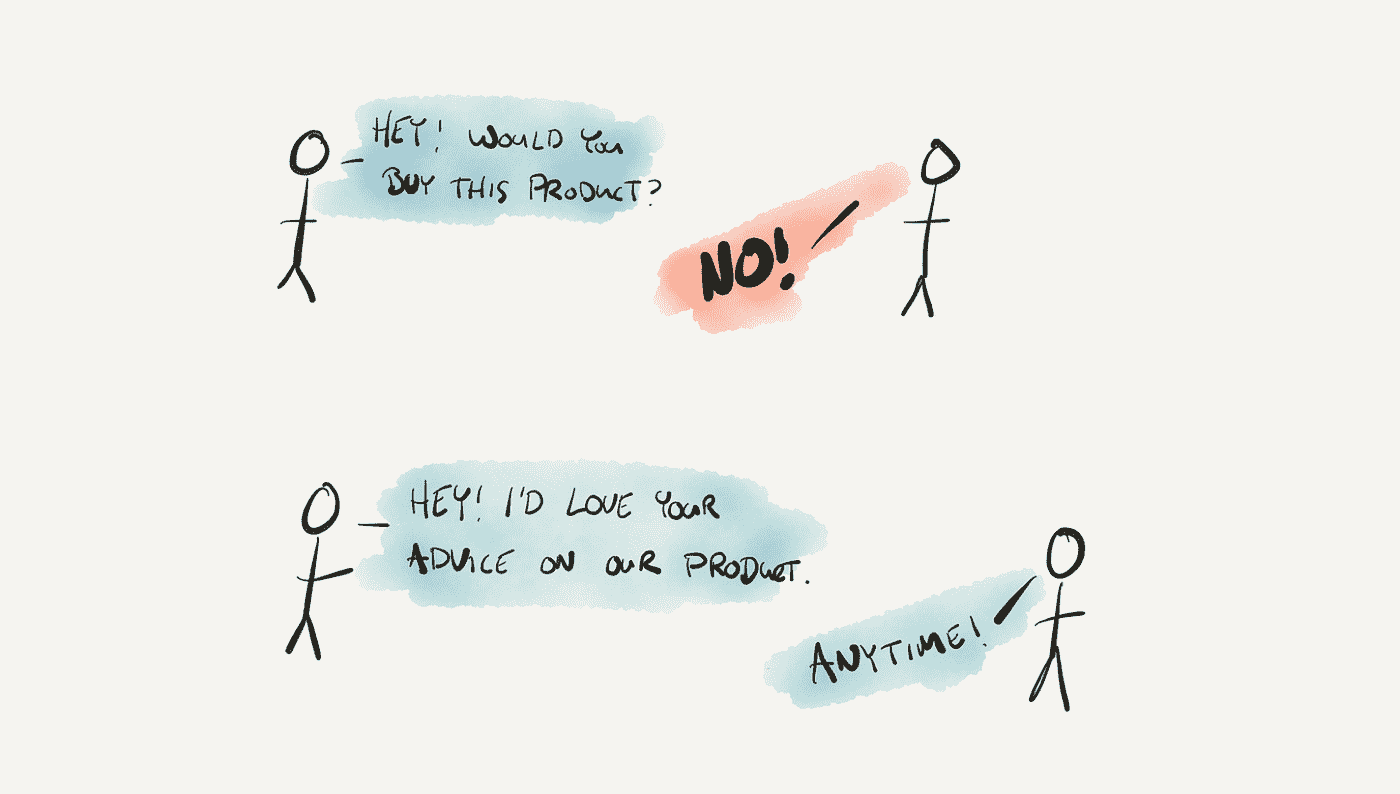 HEY! WOULD YOU
BUY THIS PRODUCT?
NO!
HEY! I'D LOVE YOUR
ADVICE ON OUR PRODUCT.
ANYTIME!